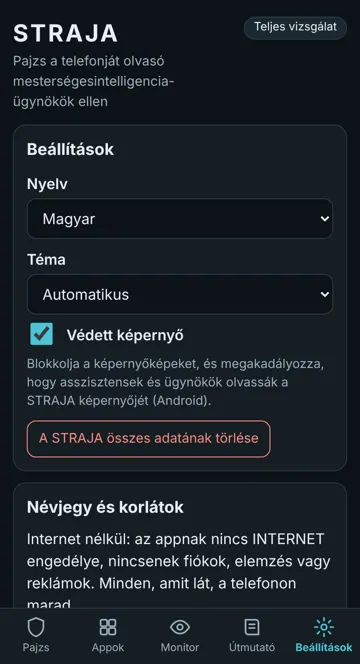 STRAJA
Teljes vizsgálat
Pajzs a telefonját olvasó
mesterségesintelligencia-
ügynökök ellen
Beállítások
Nyelv
Magyar
Téma
Automatikus
Védett képernyő
Blokkolja a képernyőképeket, és megakadályozza,
hogy asszisztensek és ügynökök olvassák a
STRAJA képernyőjét (Android).
A STRAJA összes adatának törlése
Névjegy és korlátok
Internet nélkül: az appnak nincs INTERNET
engedélye, nincsenek fiókok, elemzés vagy
reklámok. Minden, amit lát, a telefonon
marad
Pajzs
Appok
Monitor
Útmutató
Beállítások